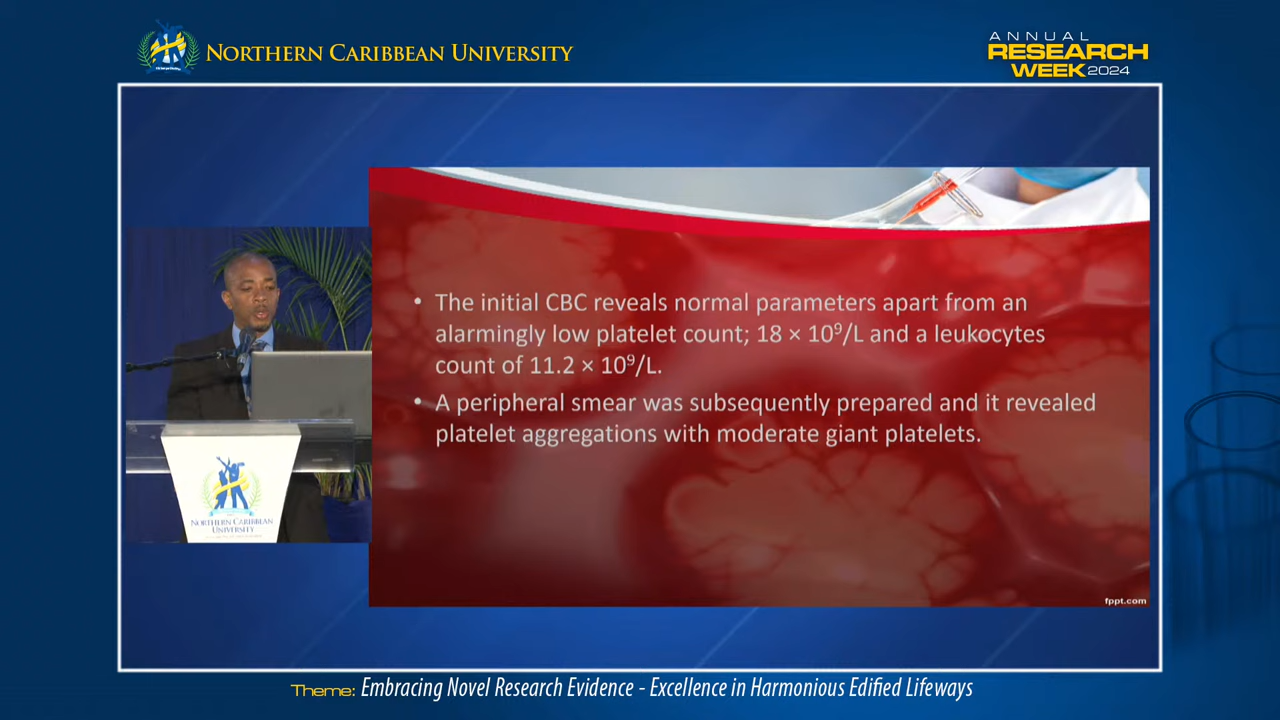 NORTHERN CARIBBEAN UNIVERSITY
ANNUAL
RESEARCH
WEEK 2024
• The initial CBC reveals normal parameters apart from an
alarmingly low platelet count; 18 × 10⁹/L and a leukocytes
count of 11.2 × 10⁹/L.
• A peripheral smear was subsequently prepared and it revealed
platelet aggregations with moderate giant platelets.
NORTHERN CARIBBEAN
UNIVERSITY
fppt.com
Theme: Embracing Novel Research Evidence - Excellence in Harmonious Edified Lifeways